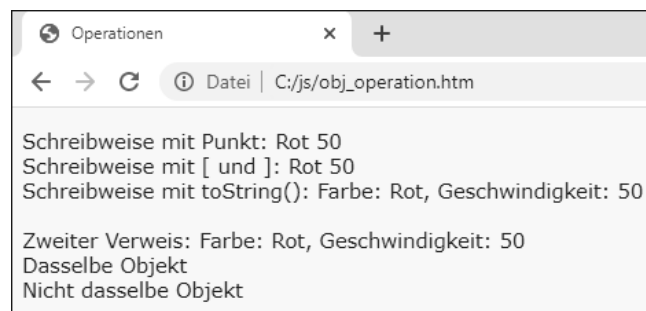 Operationen
Datei | C:/js/obj_operation.htm
Schreibweise mit Punkt: Rot 50
Schreibweise mit [ und ]: Rot 50
Schreibweise mit toString(): Farbe: Rot, Geschwindigkeit: 50
Zweiter Verweis: Farbe: Rot, Geschwindigkeit: 50
Dasselbe Objekt
Nicht dasselbe Objekt